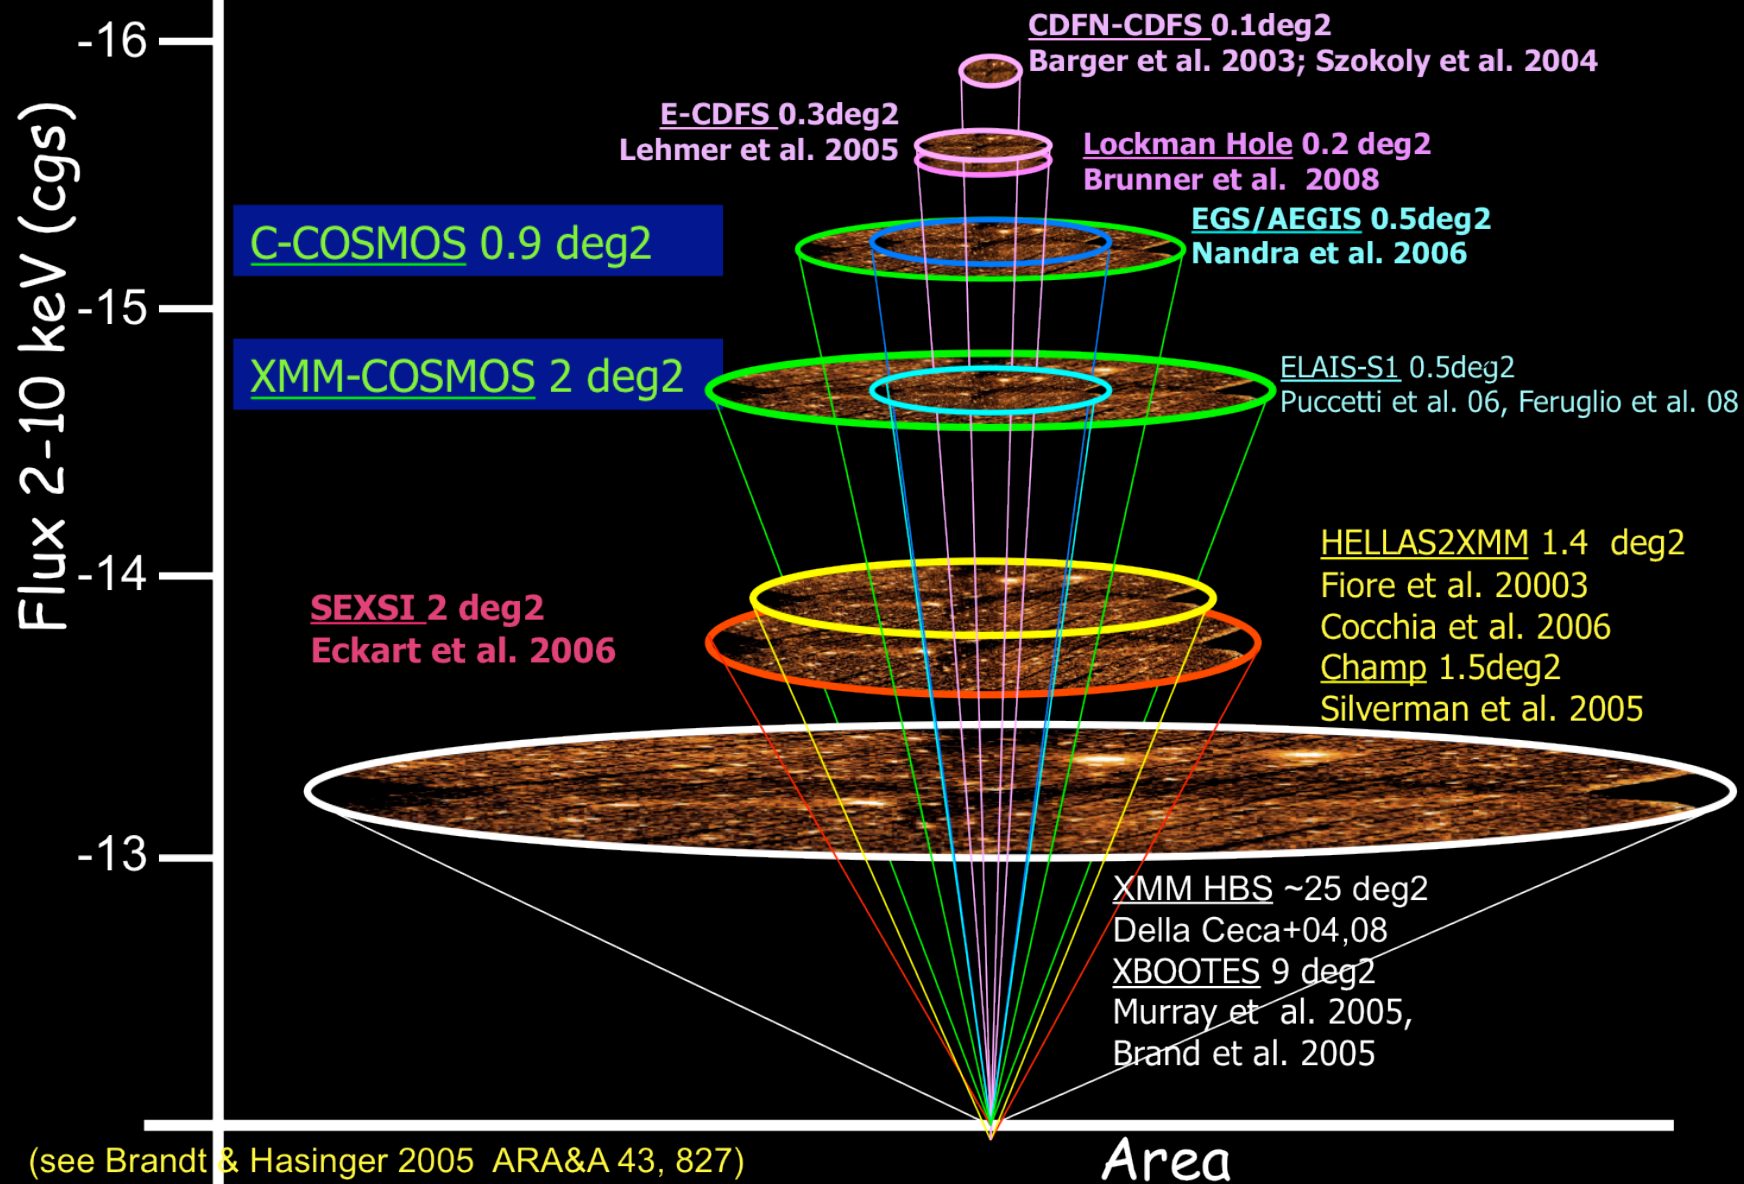 -16
CDFN-CDFS 0.1deg2
Barger et al. 2003; Szokoly et al. 2004
E-CDFS 0.3deg2
Lehmer et al. 2005
Lockman Hole 0.2 deg2
Brunner et al. 2008
C-COSMOS 0.9 deg2
EGS/AEGIS 0.5deg2
Nandra et al. 2006
-15
XMM-COSMOS 2 deg2
ELAIS-S1 0.5deg2
Puccetti et al. 06, Feruglio et al. 08
Flux 2-10 keV (cgs)
-14
HELLAS2XMM 1.4 deg2
Fiore et al. 20003
Cocchia et al. 2006
Champ 1.5deg2
Silverman et al. 2005
SEXSI 2 deg2
Eckart et al. 2006
-13
XMM HBS ~25 deg2
Della Ceca+04,08
XBOOTES 9 deg2
Murray et al. 2005,
Brand et al. 2005
(see Brandt & Hasinger 2005 ARA&A 43, 827)
Area